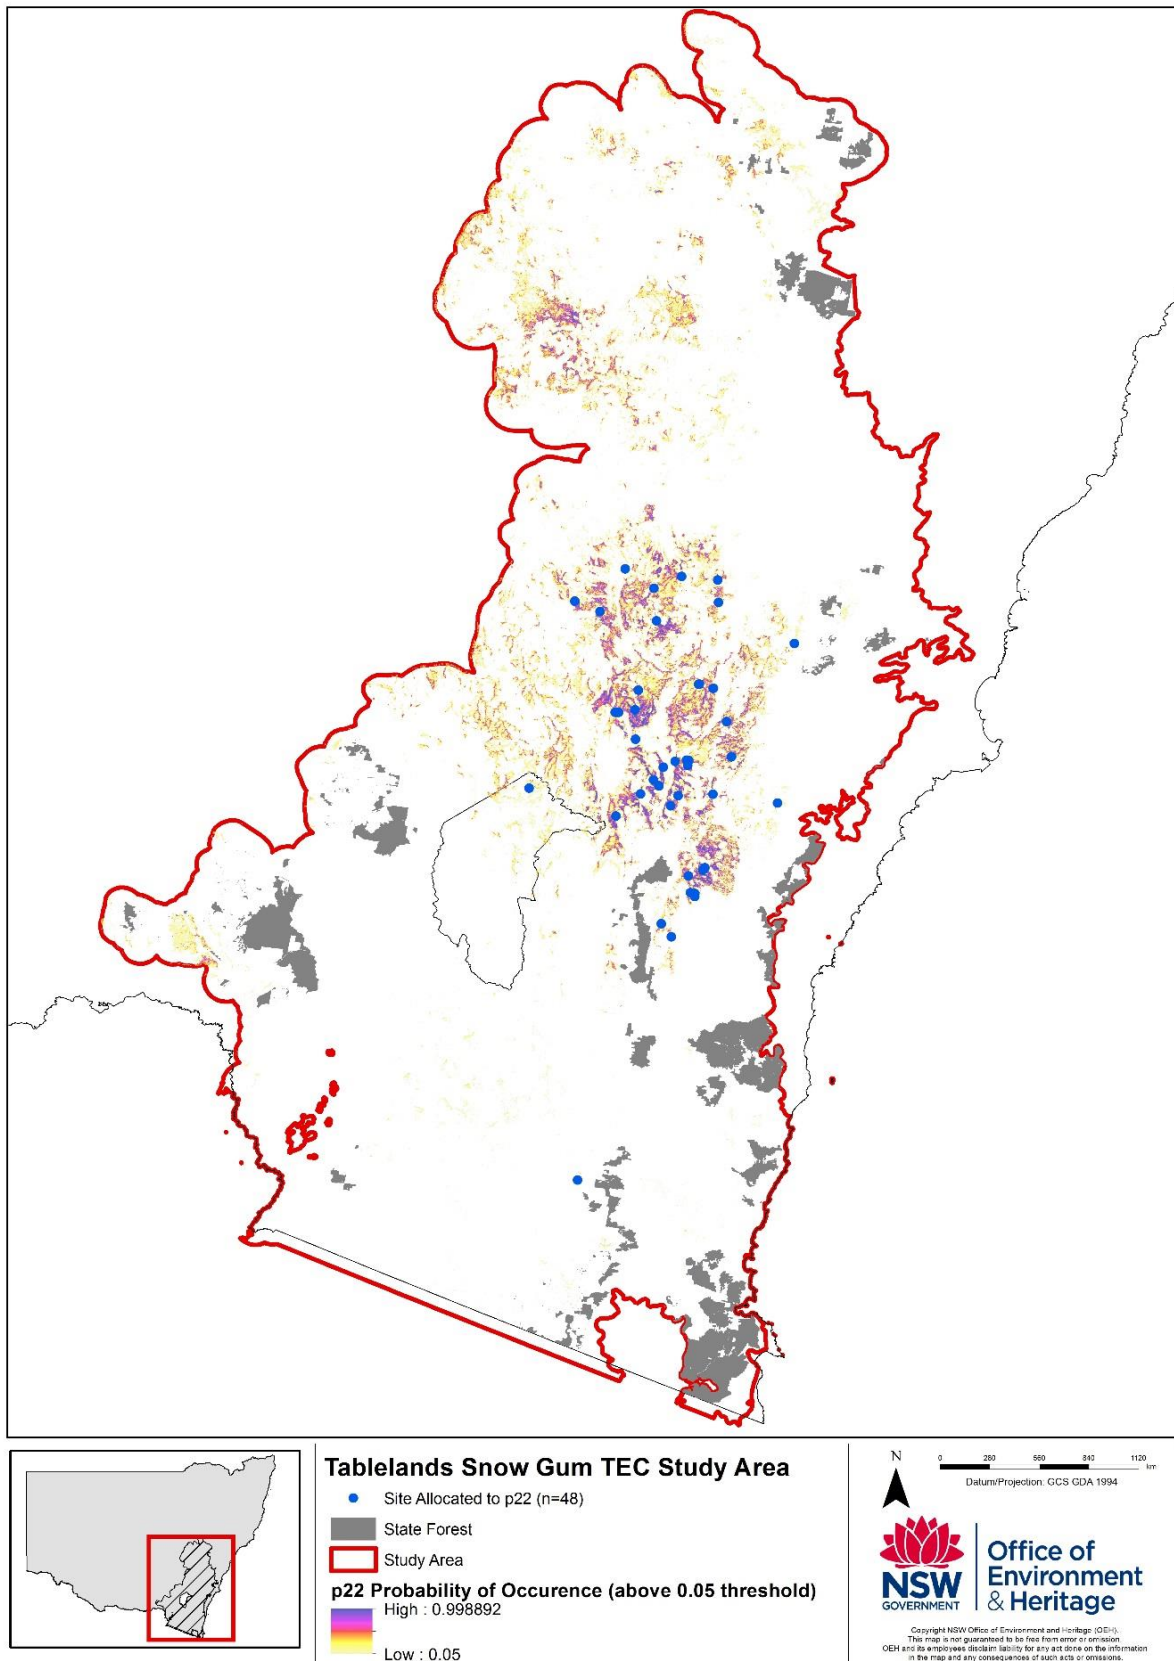 Tablelands Snow Gum TEC Study Area
Site Allocated to p22 (n=48)
State Forest
Study Area
p22 Probability of Occurence (above 0.05 threshold)
High : 0.998892
Low : 0.05
N
0 280 560 840 1120
km
Datum/Projection: GCS GDA 1994
NSW
GOVERNMENT
Office of
Environment
& Heritage
Copyright NSW Office of Environment and Heritage (OEH).
This map is not guaranteed to be free from error or omission.
OEH and its employees disclaim liability for any act done on the information
in the map and any consequences of such acts or omissions.